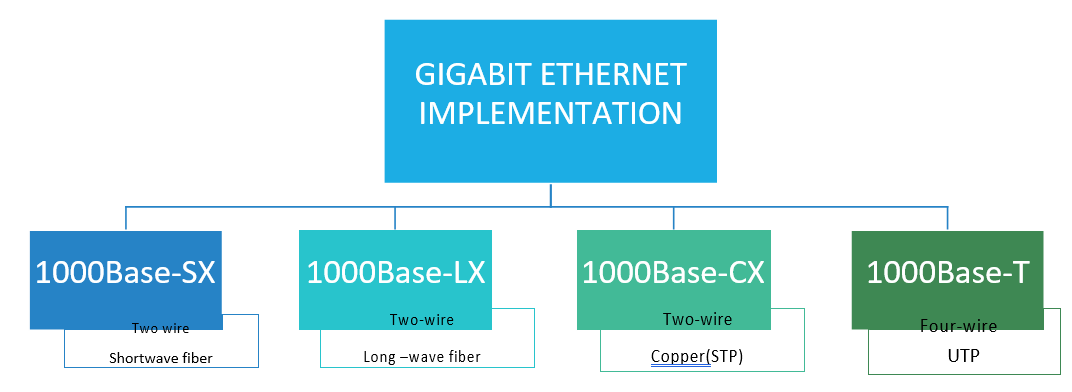 GIGABIT ETHERNET
IMPLEMENTATION
1000Base-SX
Two wire
Shortwave fiber
1000Base-LX
Two-wire
Long –wave fiber
1000Base-CX
Two-wire
Copper(STP)
1000Base-T
Four-wire
UTP